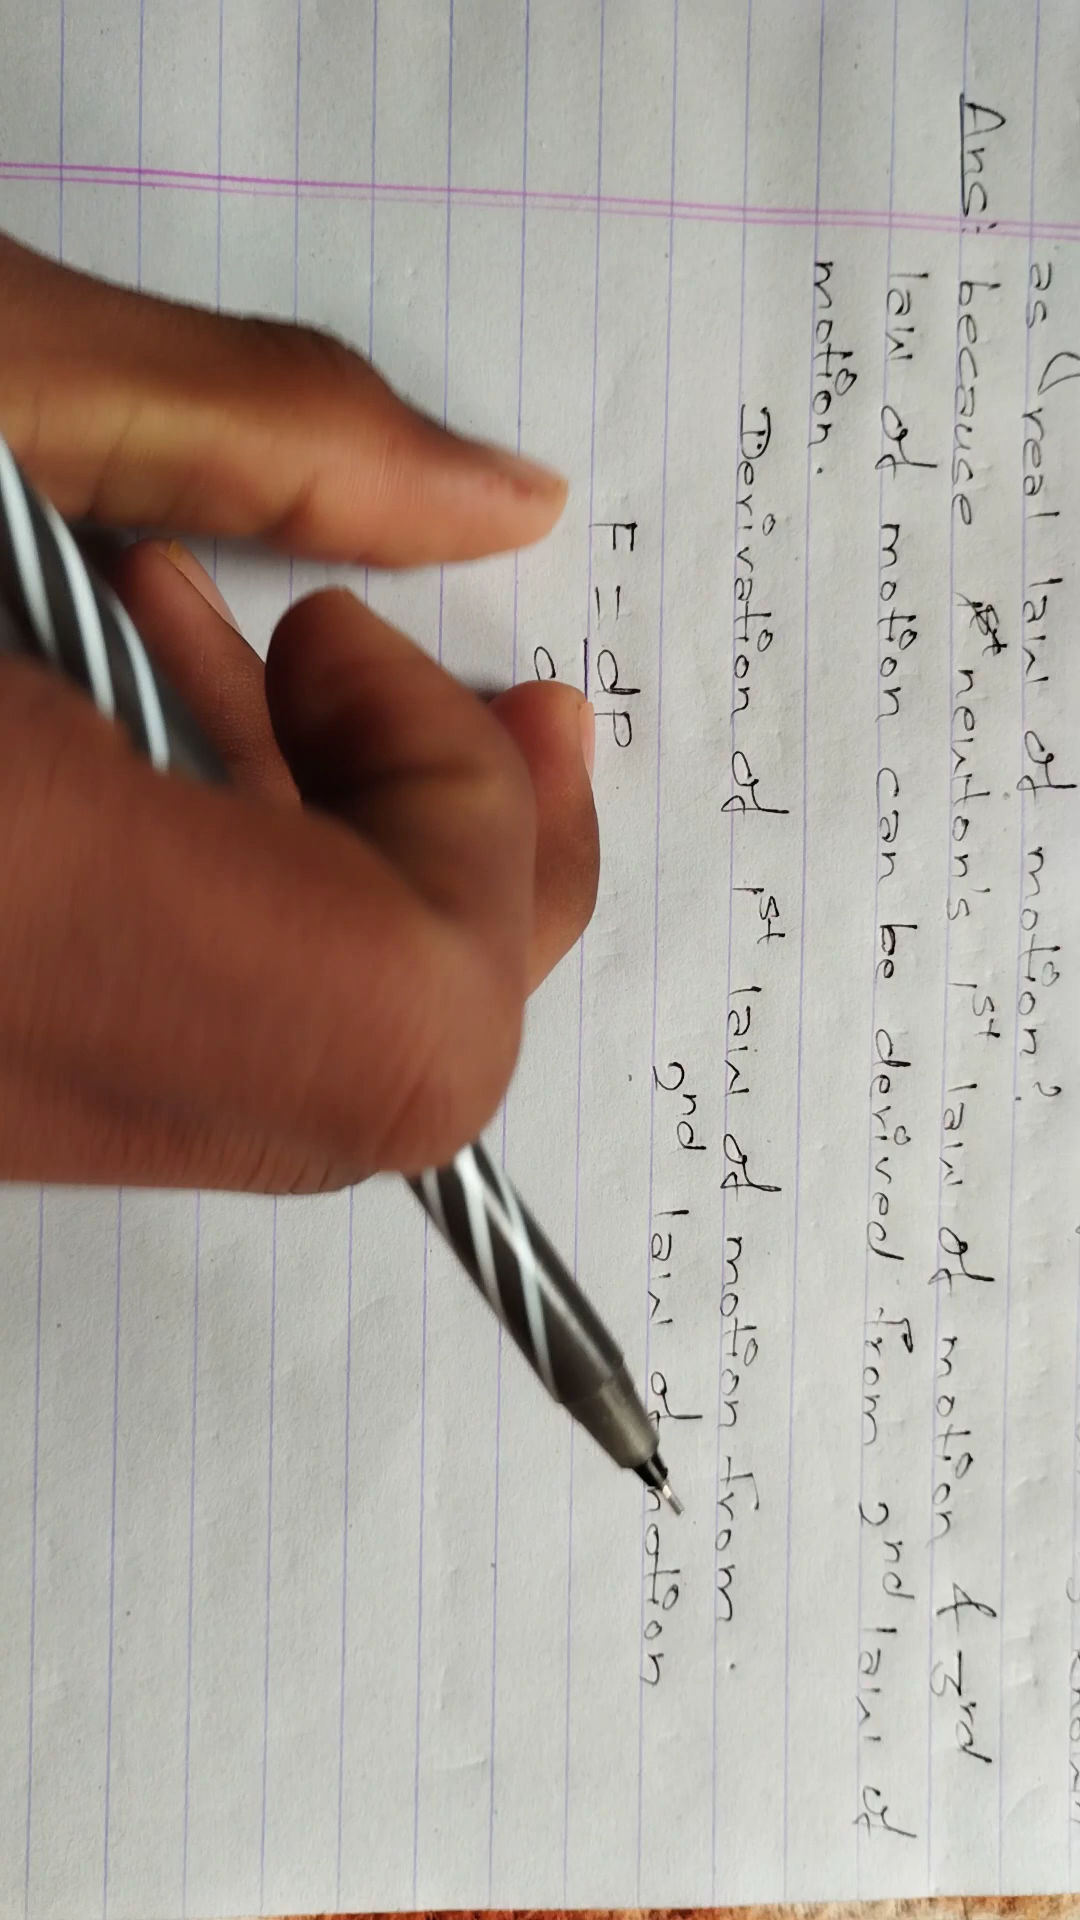 as (real law of motion?
Ans: because newton's 1st law of motion & 3rd
law of motion can be derived from 2nd law of
motion.
Derivation of 1st law of motion from
2nd law of motion
F = dP
d